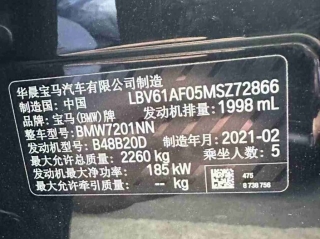 华晨宝马汽车有限公司制造
制造国：中国 LBV61AF05MSZ72866
品牌：宝马(BMW)牌 发动机排量：1998 mL
整车型号：BMW7201NN
发动机型号：B48B20D 制造年月：2021-02
最大允许总质量：2260 kg 乘坐人数：5
发动机最大净功率：185 kW
最大允许牵引质量：-- kg
475
8 738 756